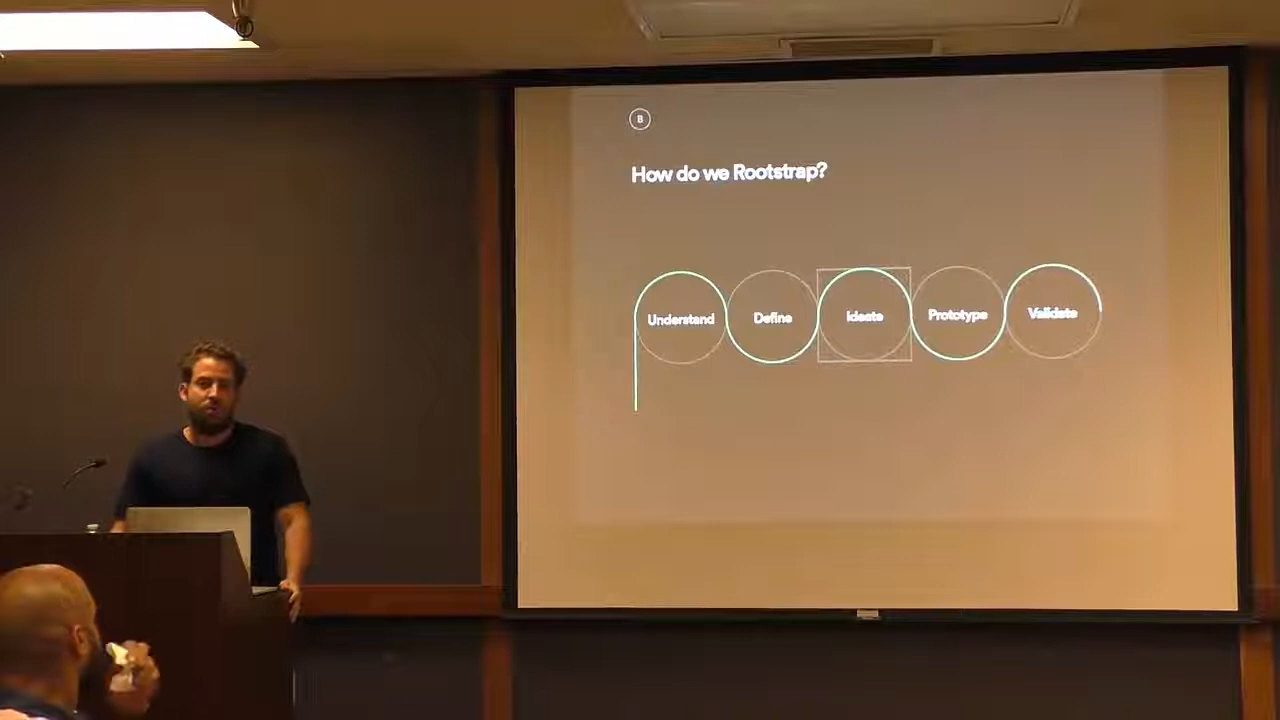 B
How do we Rootstrap?
Understand Define Ideate Prototype Validate